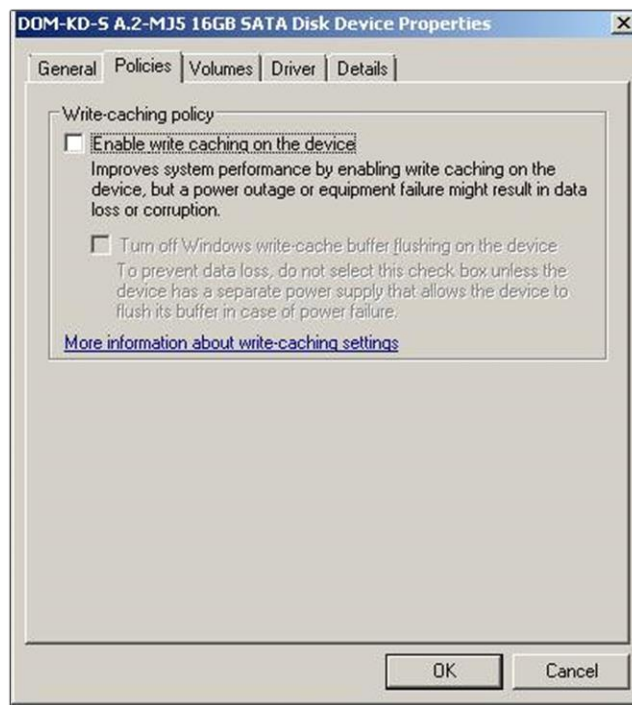 DOM-KD-S A.2-MJ5 16GB SATA Disk Device Properties
General Policies Volumes Driver Details
Write-caching policy
Enable write caching on the device
Improves system performance by enabling write caching on the
device, but a power outage or equipment failure might result in data
loss or corruption.
Turn off Windows write-cache buffer flushing on the device
To prevent data loss, do not select this check box unless the
device has a separate power supply that allows the device to
flush its buffer in case of power failure.
More information about write-caching settings
OK Cancel